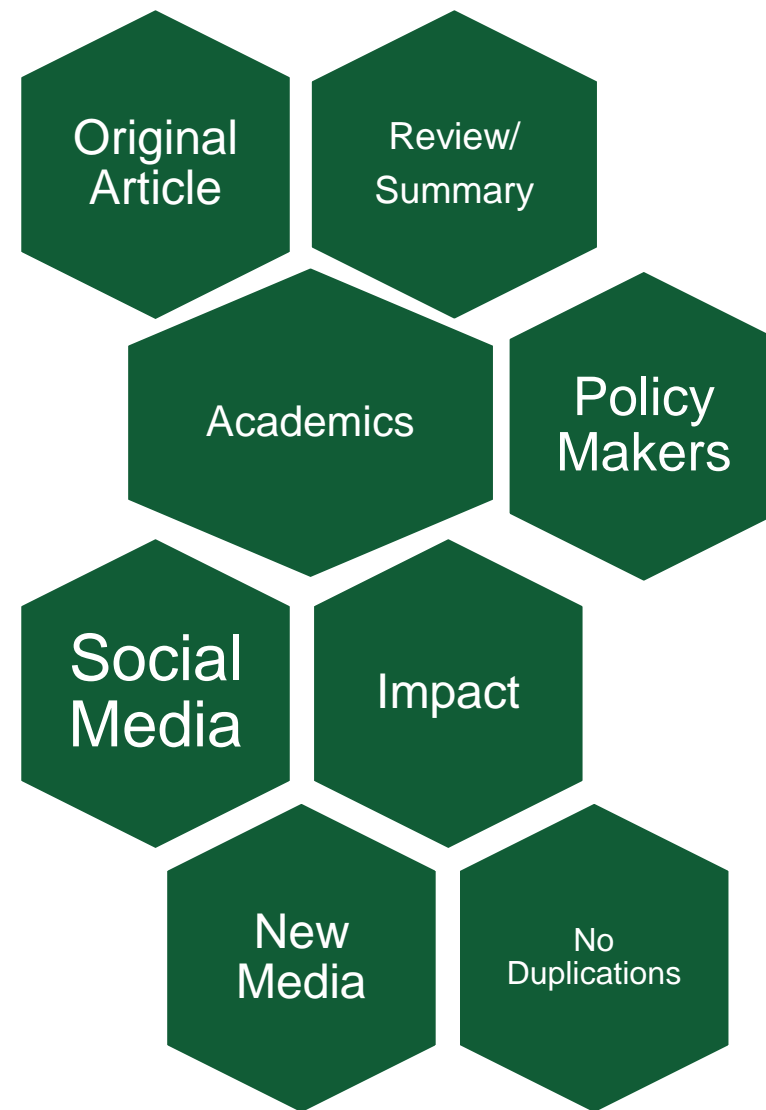 Original
Article
Review/
Summary
Academics
Policy
Makers
Social
Media
Impact
New
Media
No
Duplications